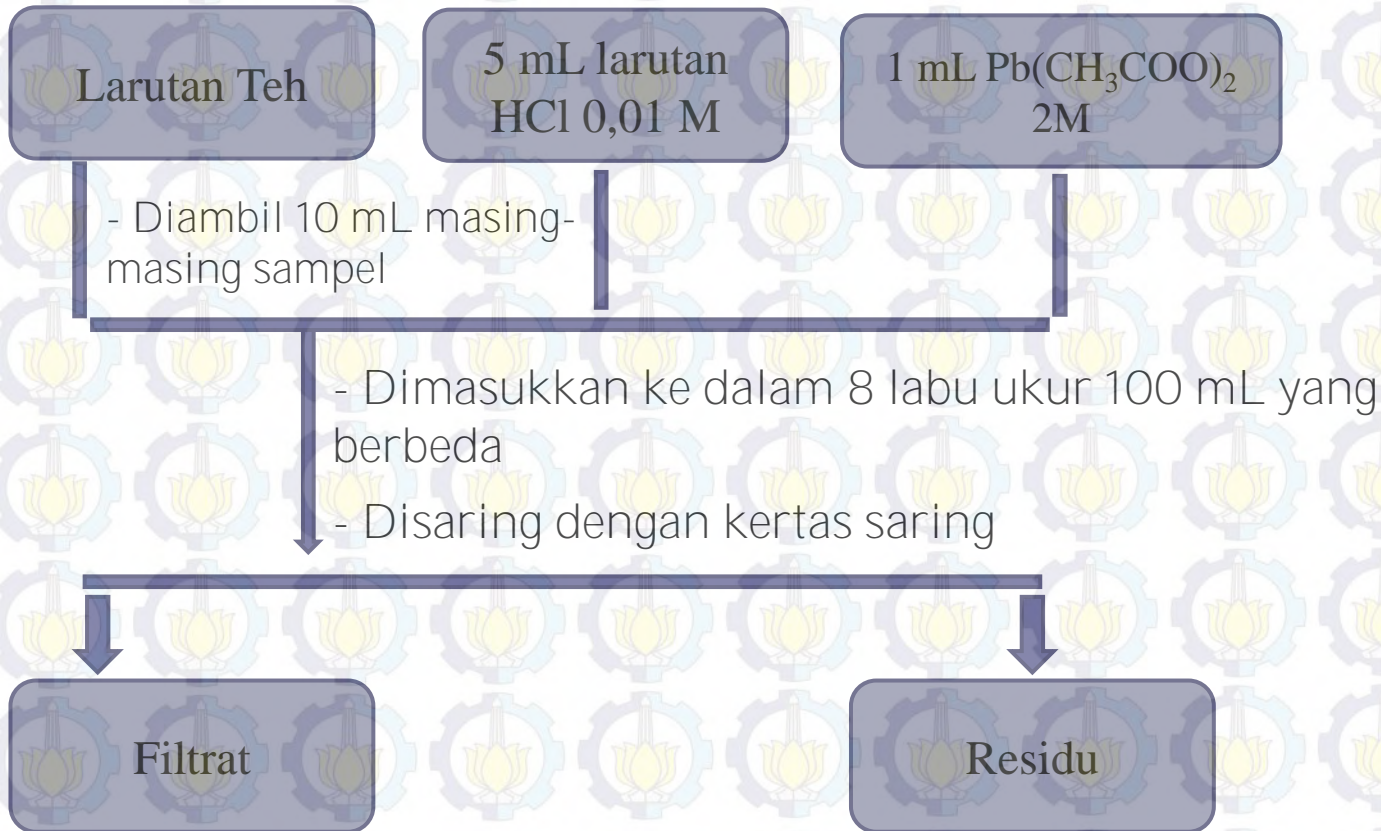 Larutan Teh
5 mL larutan
HCl 0,01 M
1 mL Pb(CH₃COO)₂
2M
- Diambil 10 mL masing-
masing sampel
- Dimasukkan ke dalam 8 labu ukur 100 mL yang
berbeda
- Disaring dengan kertas saring
Filtrat
Residu